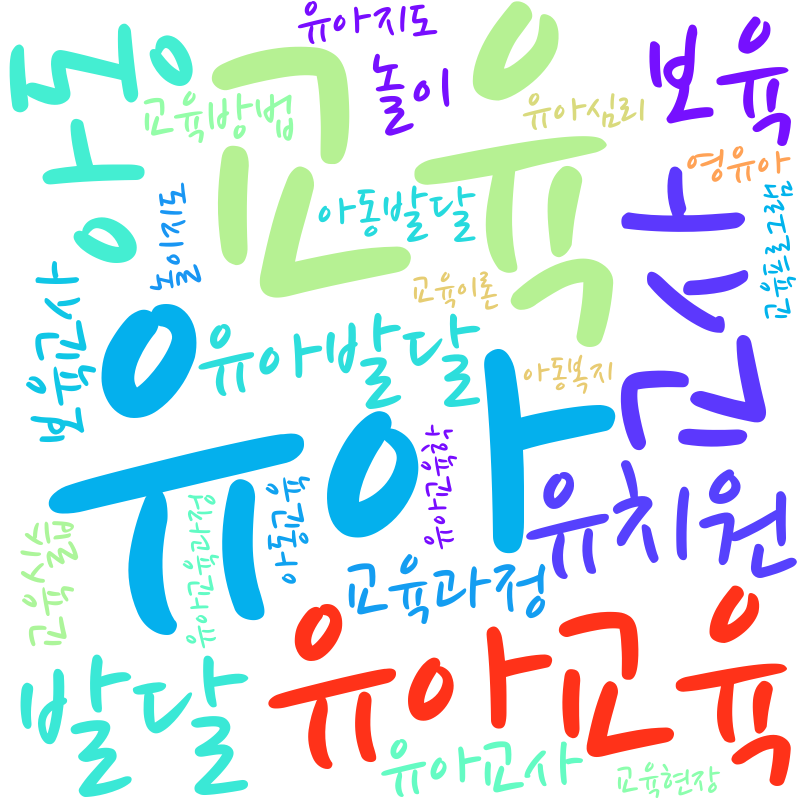 유아지도
놀이
보육
아동
교육
교육방법
유아심리
영유아
아동발달
교사
교육프로그램
놀이지도
교육이론
보육교사
유아발달
아동복지
유아
유아교육학
유치원
아동교육
유아교육과정
교육실습
교육과정
유아교육
발달
유아교사
교육현장